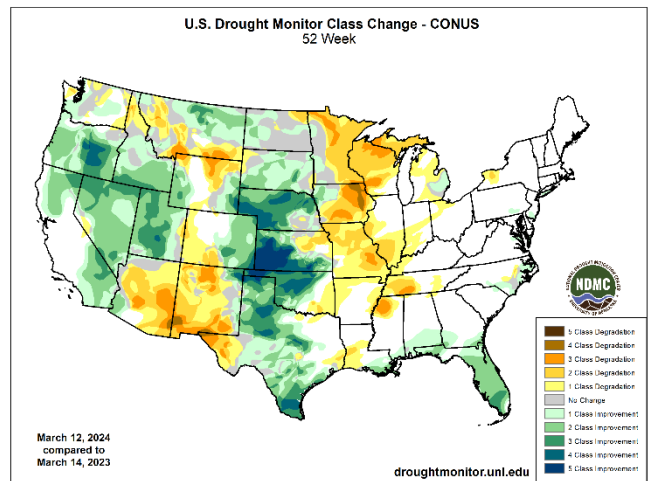 U.S. Drought Monitor Class Change - CONUS
52 Week
NDMC
5 Class Degradation
4 Class Degradation
3 Class Degradation
2 Class Degradation
1 Class Degradation
No Change
1 Class Improvement
2 Class Improvement
3 Class Improvement
4 Class Improvement
5 Class Improvement
March 12, 2024
compared to
March 14, 2023
droughtmonitor.unl.edu